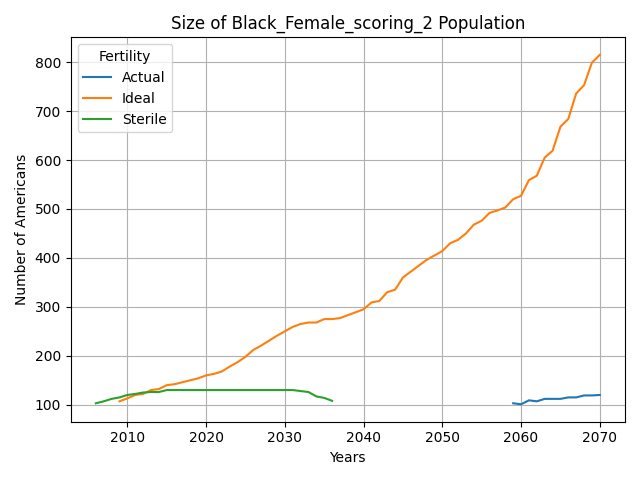 Size of Black_Female_scoring_2 Population
Fertility
Actual
Ideal
Sterile
Number of Americans
800
700
600
500
400
300
200
100
2010 2020 2030 2040 2050 2060 2070
Years